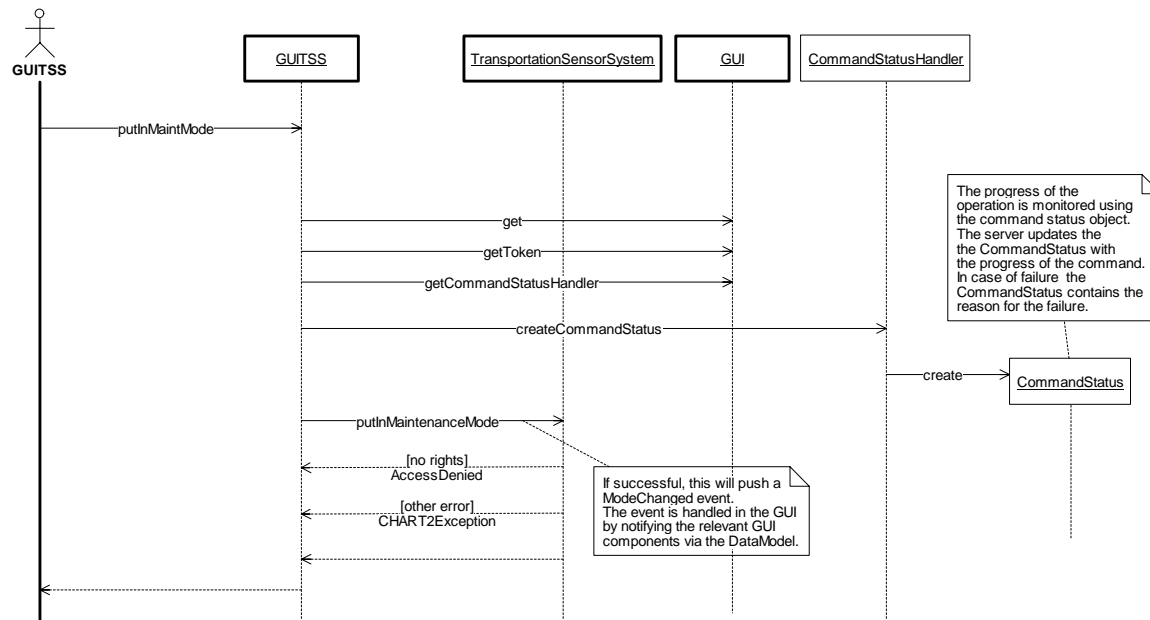 GUITSS
GUITSS
TransportationSensorSystem
GUI
CommandStatusHandler
putInMaintMode
The progress of the
operation is monitored using
the command status object.
The server updates the
the CommandStatus with
the progress of the command.
In case of failure the
CommandStatus contains the
reason for the failure.
get
getToken
getCommandStatusHandler
createCommandStatus
create
CommandStatus
putInMaintenanceMode
[no rights]
AccessDenied
If successful, this will push a
ModeChanged event.
The event is handled in the GUI
by notifying the relevant GUI
components via the DataModel.
[other error]
CHART2Exception